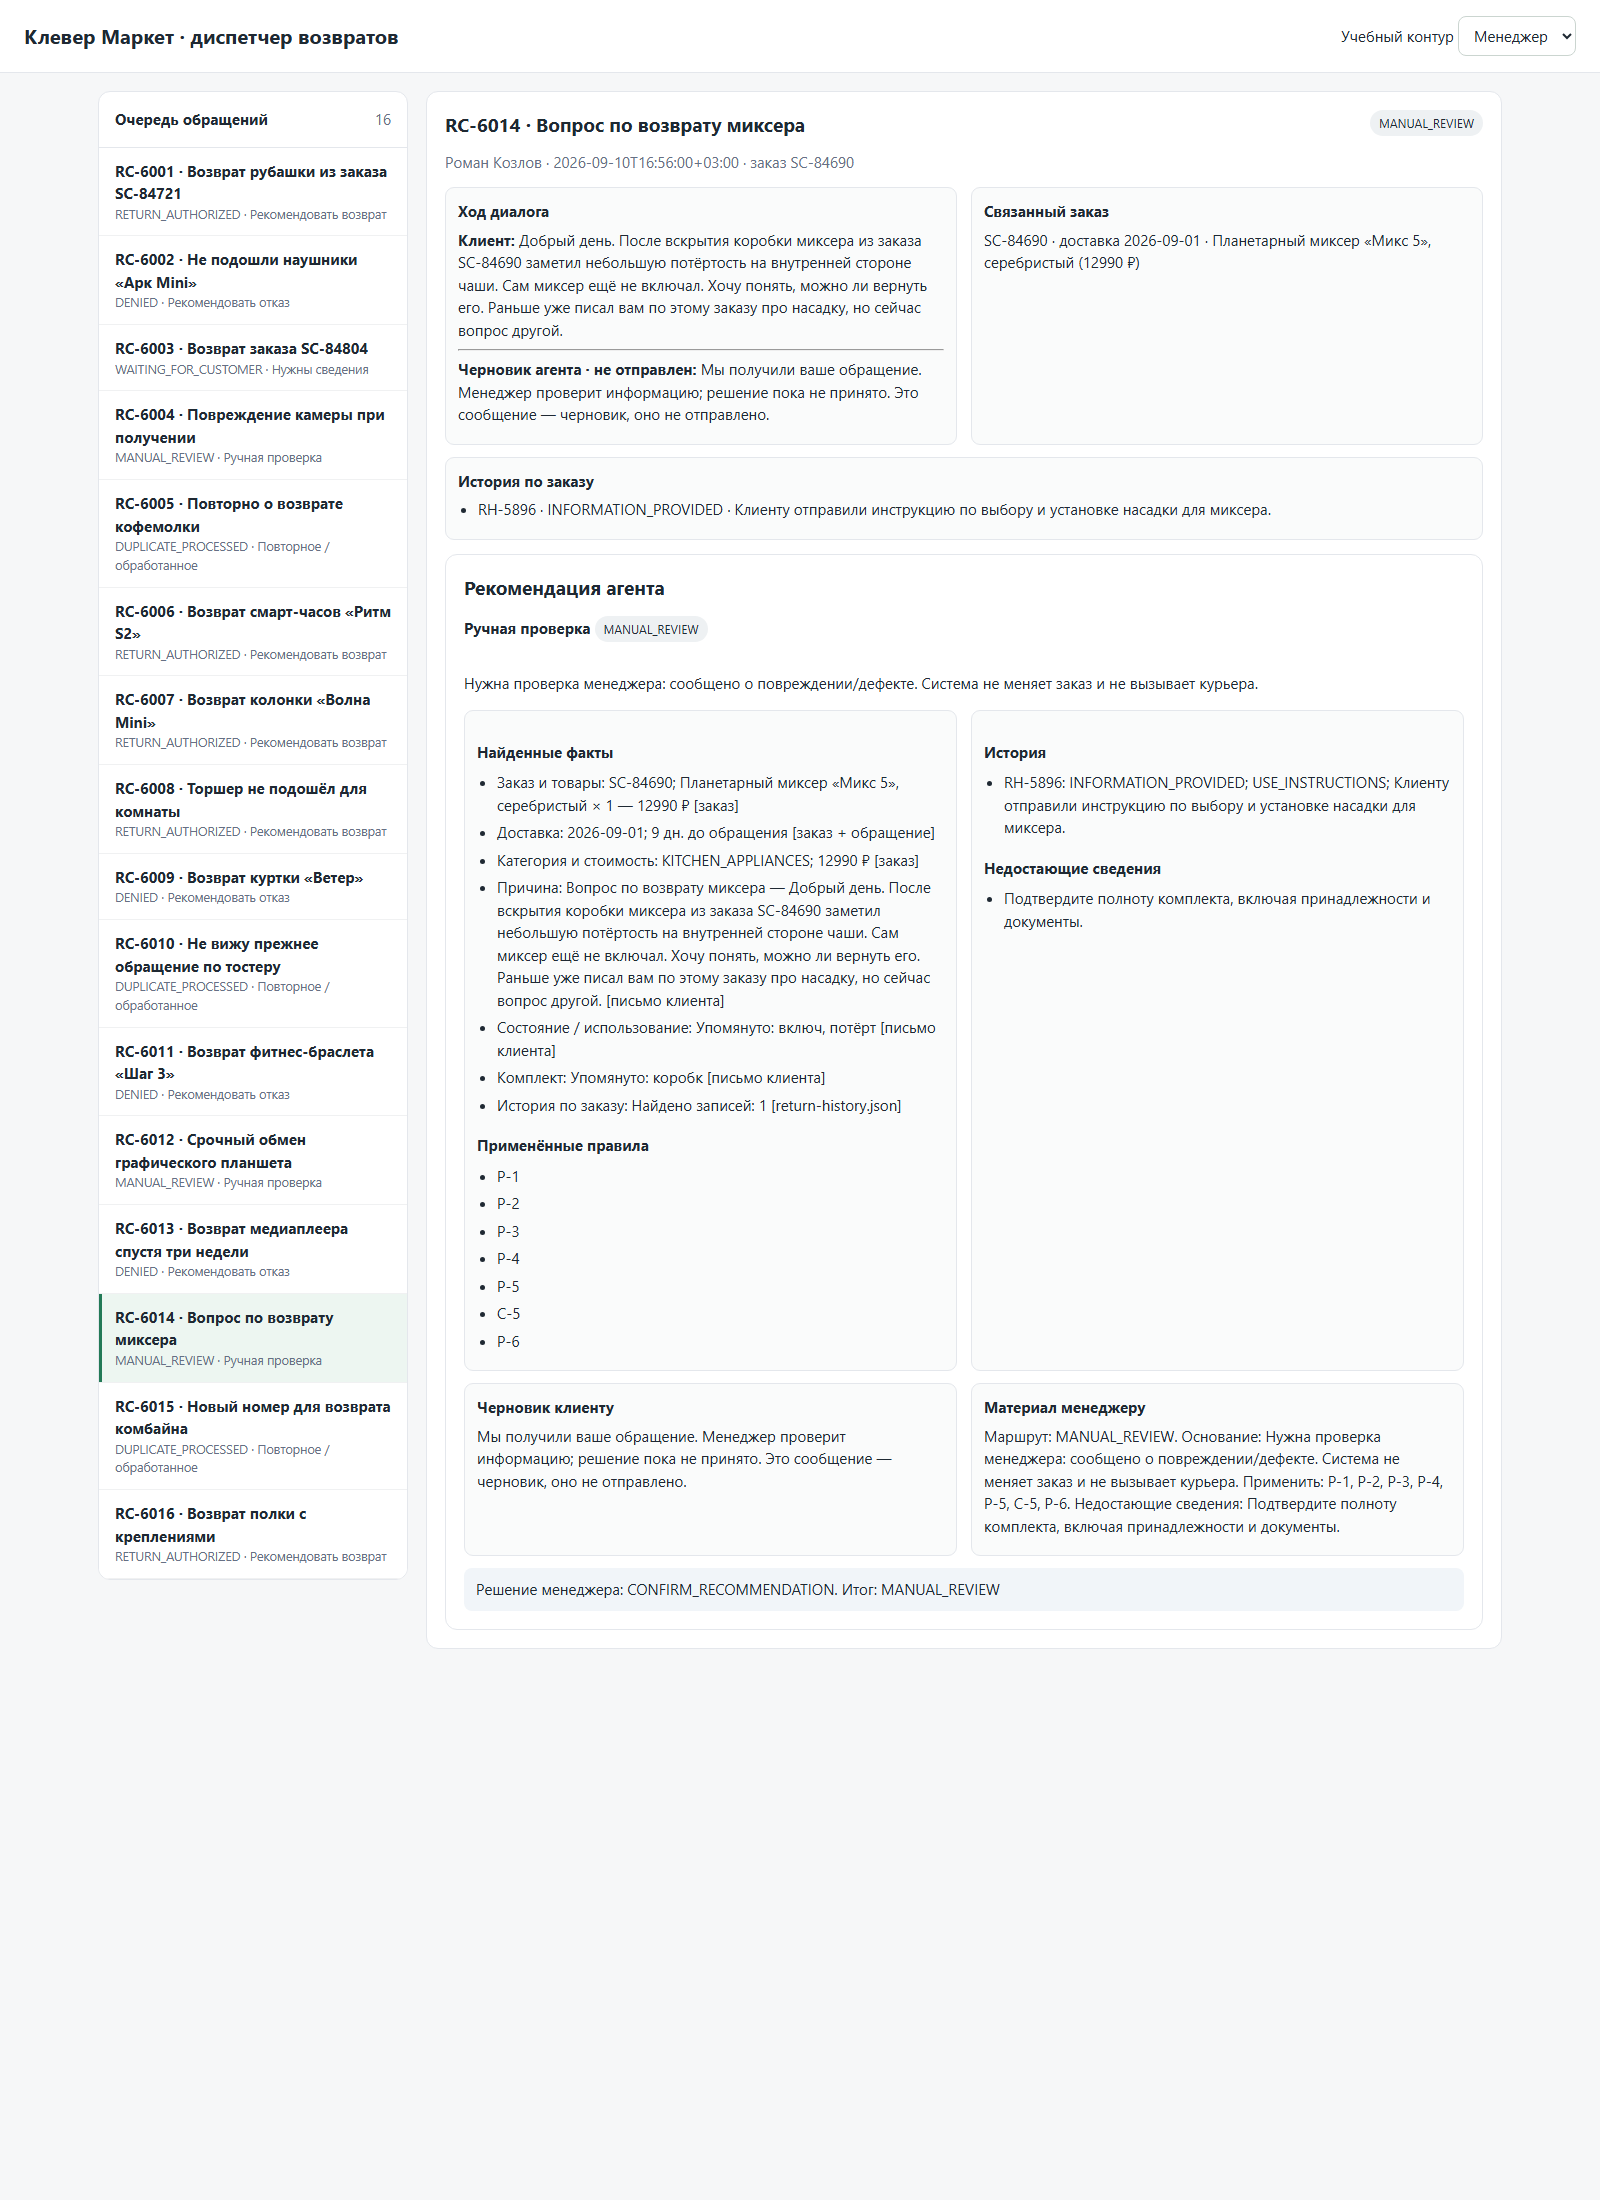 Клевер Маркет · диспетчер возвратов
Учебный контур
Менеджер
Очередь обращений
16
RC-6001 · Возврат рубашки из заказа
SC-84721
RETURN_AUTHORIZED · Рекомендовать возврат
RC-6002 · Не подошли наушники
«Арк Mini»
DENIED · Рекомендовать отказ
RC-6003 · Возврат заказа SC-84804
WAITING_FOR_CUSTOMER · Нужны сведения
RC-6004 · Повреждение камеры при
получении
MANUAL_REVIEW · Ручная проверка
RC-6005 · Повторно о возврате
кофемолки
DUPLICATE_PROCESSED · Повторное /
обработанное
RC-6006 · Возврат смарт-часов «Ритм
S2»
RETURN_AUTHORIZED · Рекомендовать возврат
RC-6007 · Возврат колонки «Волна
Mini»
RETURN_AUTHORIZED · Рекомендовать возврат
RC-6008 · Торшер не подошёл для
комнаты
RETURN_AUTHORIZED · Рекомендовать возврат
RC-6009 · Возврат куртки «Ветер»
DENIED · Рекомендовать отказ
RC-6010 · Не вижу прежнее
обращение по тостеру
DUPLICATE_PROCESSED · Повторное /
обработанное
RC-6011 · Возврат фитнес-браслета
«Шаг 3»
DENIED · Рекомендовать отказ
RC-6012 · Срочный обмен
графического планшета
MANUAL_REVIEW · Ручная проверка
RC-6013 · Возврат медиаплеера
спустя три недели
DENIED · Рекомендовать отказ
RC-6014 · Вопрос по возврату
миксера
MANUAL_REVIEW · Ручная проверка
RC-6015 · Новый номер для возврата
комбайна
DUPLICATE_PROCESSED · Повторное /
обработанное
RC-6016 · Возврат полки с
креплениями
RETURN_AUTHORIZED · Рекомендовать возврат
RC-6014 · Вопрос по возврату миксера
MANUAL_REVIEW
Роман Козлов · 2026-09-10T16:56:00+03:00 · заказ SC-84690
Ход диалога
Клиент: Добрый день. После вскрытия коробки миксера из заказа
SC-84690 заметил небольшую потёртость на внутренней стороне
чаши. Сам миксер ещё не включал. Хочу понять, можно ли вернуть
его. Раньше уже писал вам по этому заказу про насадку, но сейчас
вопрос другой.
Черновик агента · не отправлен: Мы получили ваше обращение.
Менеджер проверит информацию; решение пока не принято. Это
сообщение — черновик, оно не отправлено.
Связанный заказ
SC-84690 · доставка 2026-09-01 · Планетарный миксер «Микс 5»,
серебристый (12990 ₽)
История по заказу
• RH-5896 · INFORMATION_PROVIDED · Клиенту отправили инструкцию по выбору и установке насадки для миксера.
Рекомендация агента
Ручная проверка MANUAL_REVIEW
Нужна проверка менеджера: сообщено о повреждении/дефекте. Система не меняет заказ и не вызывает курьера.
Найденные факты
• Заказ и товары: SC-84690; Планетарный миксер «Микс 5»,
серебристый × 1 — 12990 ₽ [заказ]
• Доставка: 2026-09-01; 9 дн. до обращения [заказ + обращение]
• Категория и стоимость: KITCHEN_APPLIANCES; 12990 ₽ [заказ]
• Причина: Вопрос по возврату миксера — Добрый день. После
вскрытия коробки миксера из заказа SC-84690 заметил
небольшую потёртость на внутренней стороне чаши. Сам
миксер ещё не включал. Хочу понять, можно ли вернуть его.
Раньше уже писал вам по этому заказу про насадку, но сейчас
вопрос другой. [письмо клиента]
• Состояние / использование: Упомянуто: включ, потёрт [письмо
клиента]
• Комплект: Упомянуто: коробк [письмо клиента]
• История по заказу: Найдено записей: 1 [return-history.json]
Применённые правила
• P-1
• P-2
• P-3
• P-4
• P-5
• C-5
• P-6
История
• RH-5896: INFORMATION_PROVIDED; USE_INSTRUCTIONS; Клиенту
отправили инструкцию по выбору и установке насадки для
миксера.
Недостающие сведения
• Подтвердите полноту комплекта, включая принадлежности и
документы.
Черновик клиенту
Мы получили ваше обращение. Менеджер проверит
информацию; решение пока не принято. Это сообщение —
черновик, оно не отправлено.
Материал менеджеру
Маршрут: MANUAL_REVIEW. Основание: Нужна проверка
менеджера: сообщено о повреждении/дефекте. Система не
меняет заказ и не вызывает курьера. Применить: P-1, P-2, P-3, P-4,
P-5, C-5, P-6. Недостающие сведения: Подтвердите полноту
комплекта, включая принадлежности и документы.
Решение менеджера: CONFIRM_RECOMMENDATION. Итог: MANUAL_REVIEW